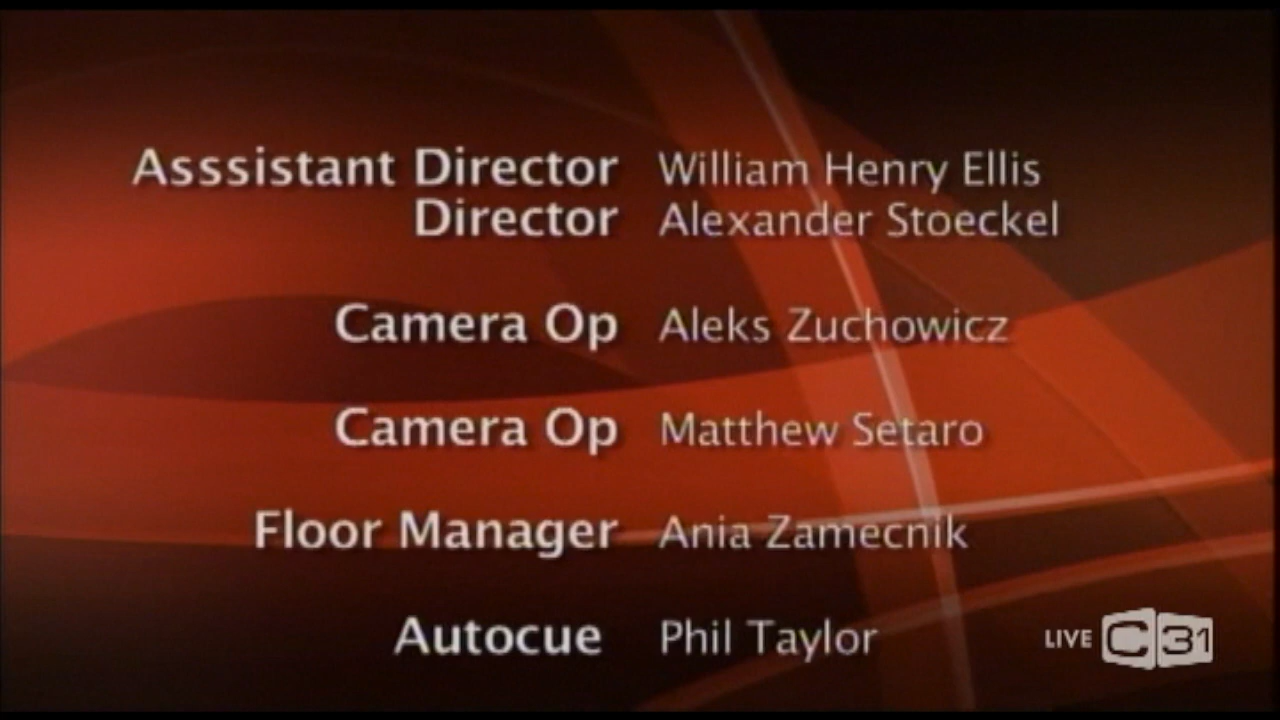 Asssistant Director William Henry Ellis
Director Alexander Stoeckel
Camera Op Aleks Zuchowicz
Camera Op Matthew Setaro
Floor Manager Ania Zamecnik
Autocue Phil Taylor
LIVE C31